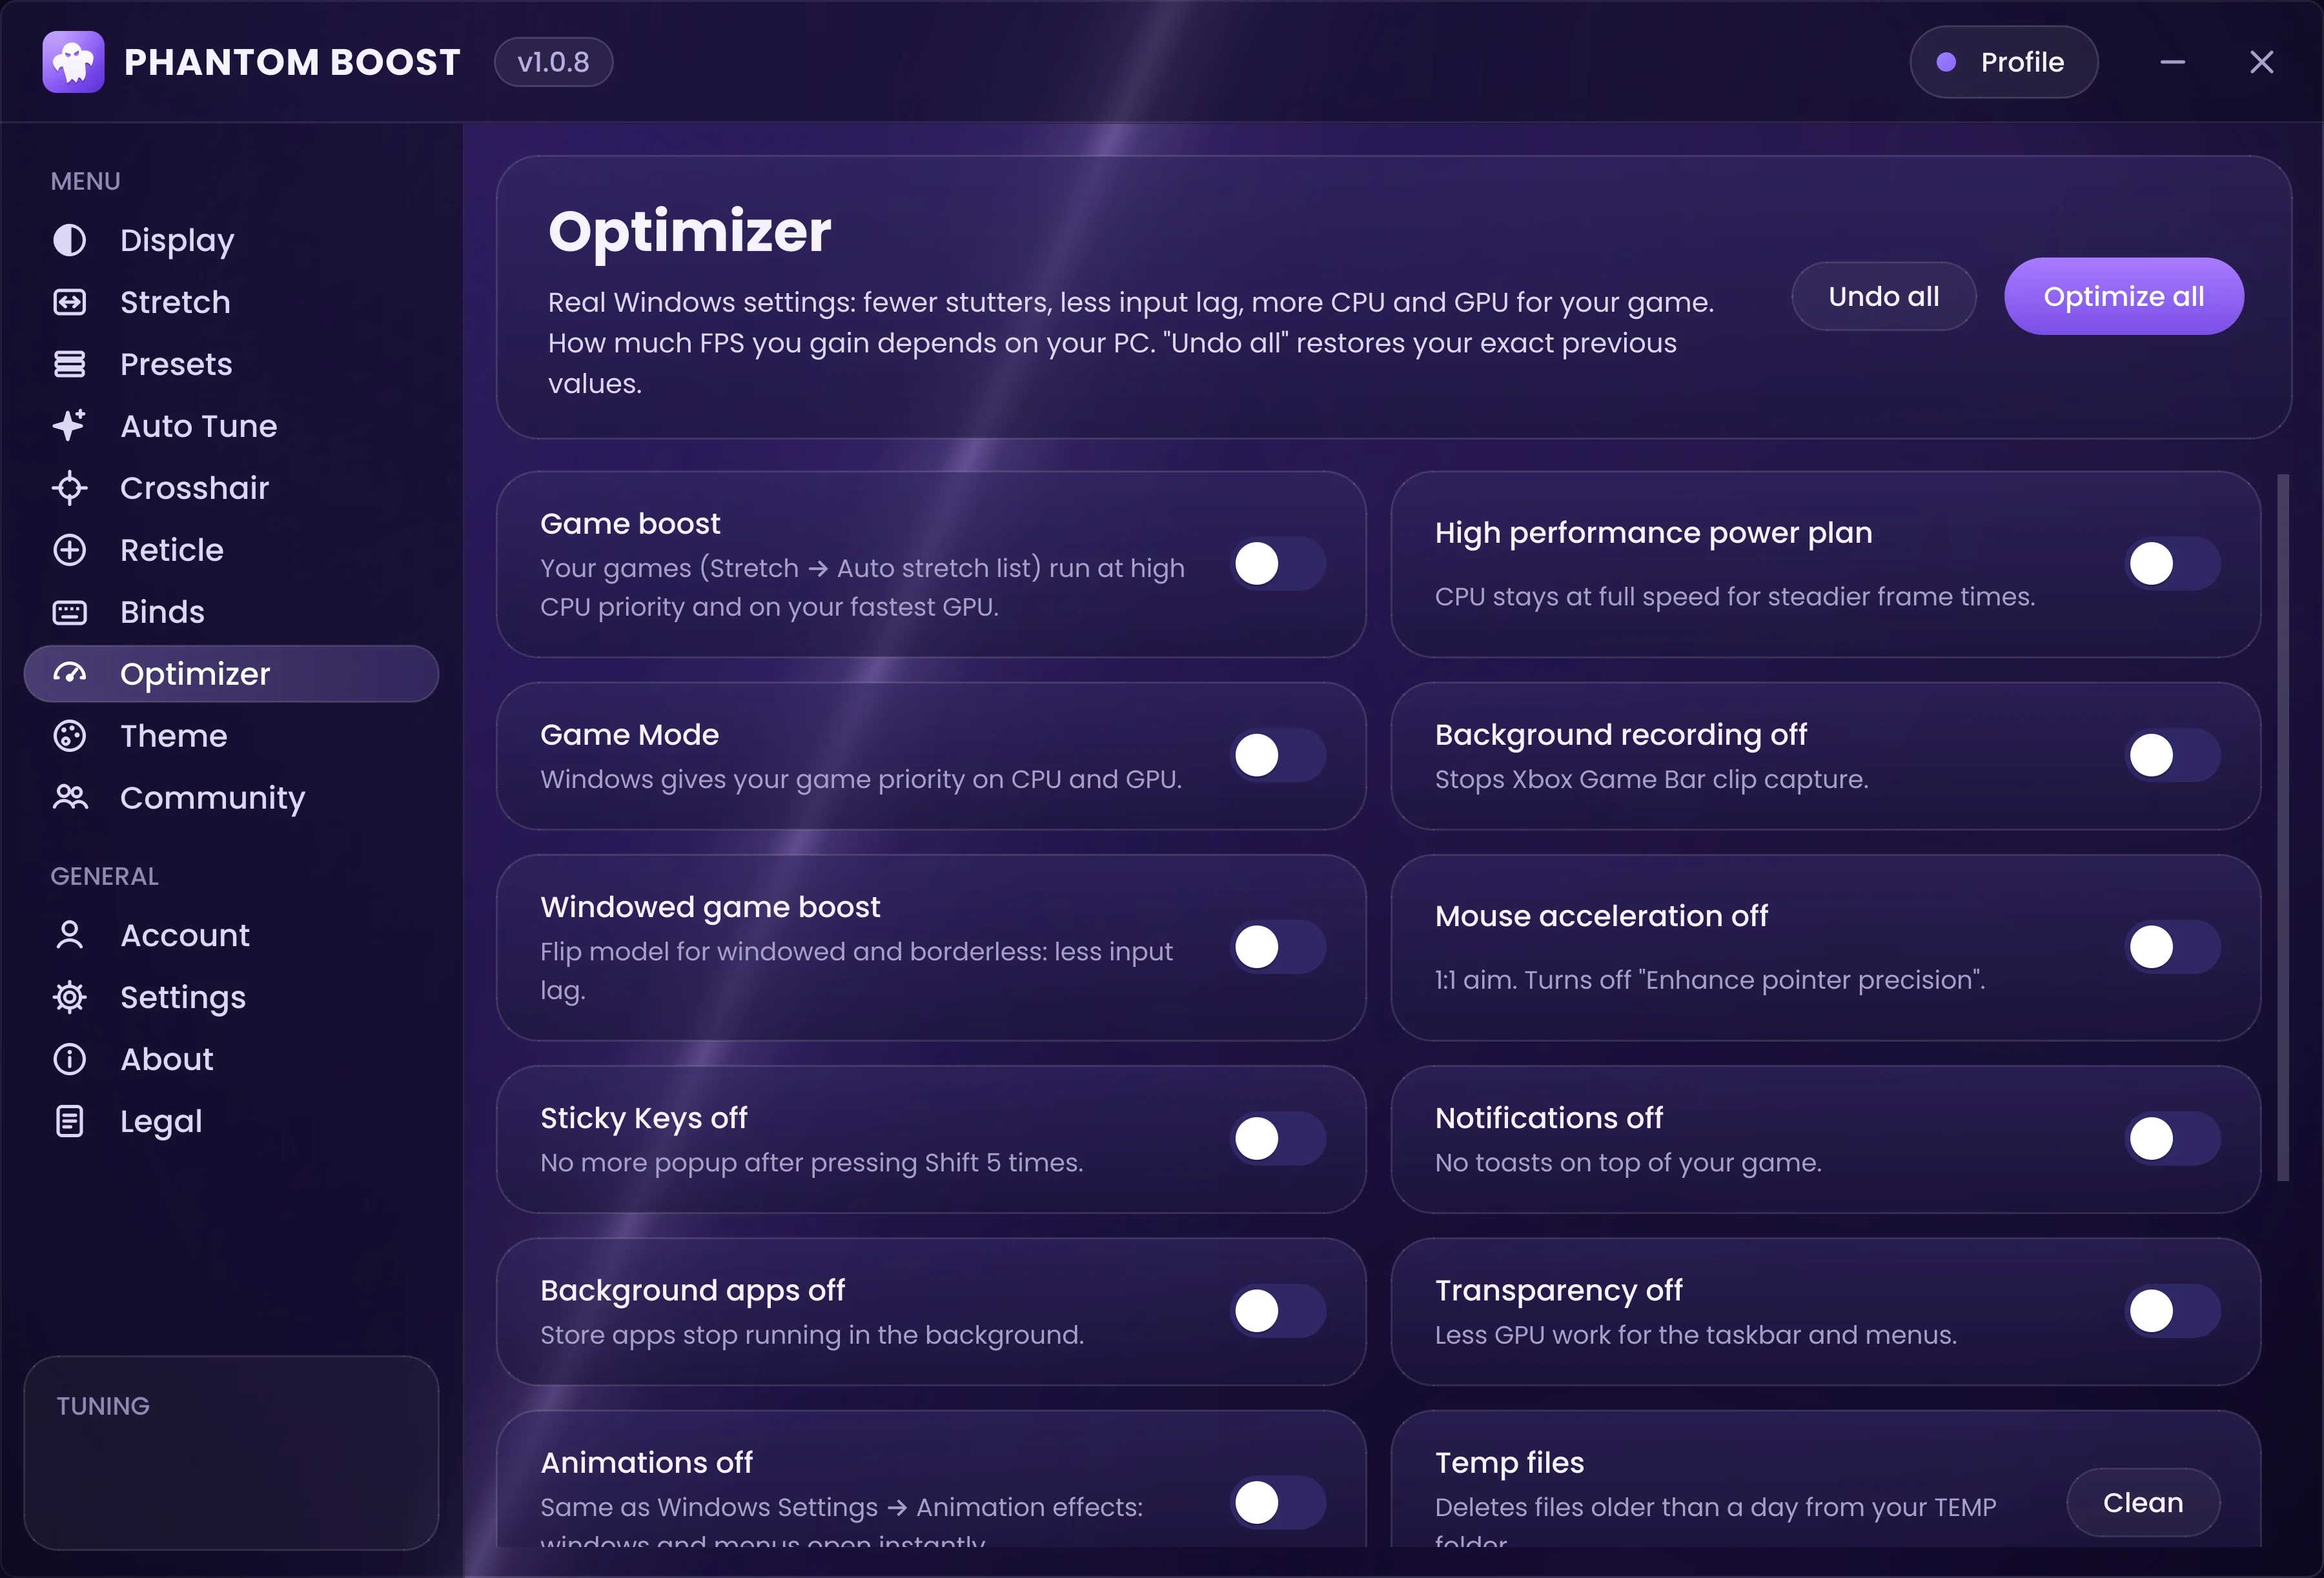 PHANTOM BOOST
v1.0.8
Profile
MENU
Display
Stretch
Presets
Auto Tune
Crosshair
Reticle
Binds
Optimizer
Theme
Community
GENERAL
Account
Settings
About
Legal
TUNING
Optimizer
Real Windows settings: fewer stutters, less input lag, more CPU and GPU for your game.
How much FPS you gain depends on your PC. "Undo all" restores your exact previous
values.
Undo all
Optimize all
Game boost
Your games (Stretch → Auto stretch list) run at high
CPU priority and on your fastest GPU.
High performance power plan
CPU stays at full speed for steadier frame times.
Game Mode
Windows gives your game priority on CPU and GPU.
Background recording off
Stops Xbox Game Bar clip capture.
Windowed game boost
Flip model for windowed and borderless: less input
lag.
Mouse acceleration off
1:1 aim. Turns off "Enhance pointer precision".
Sticky Keys off
No more popup after pressing Shift 5 times.
Notifications off
No toasts on top of your game.
Background apps off
Store apps stop running in the background.
Transparency off
Less GPU work for the taskbar and menus.
Animations off
Same as Windows Settings → Animation effects:
windows and menus open instantly
Temp files
Deletes files older than a day from your TEMP
folder
Clean